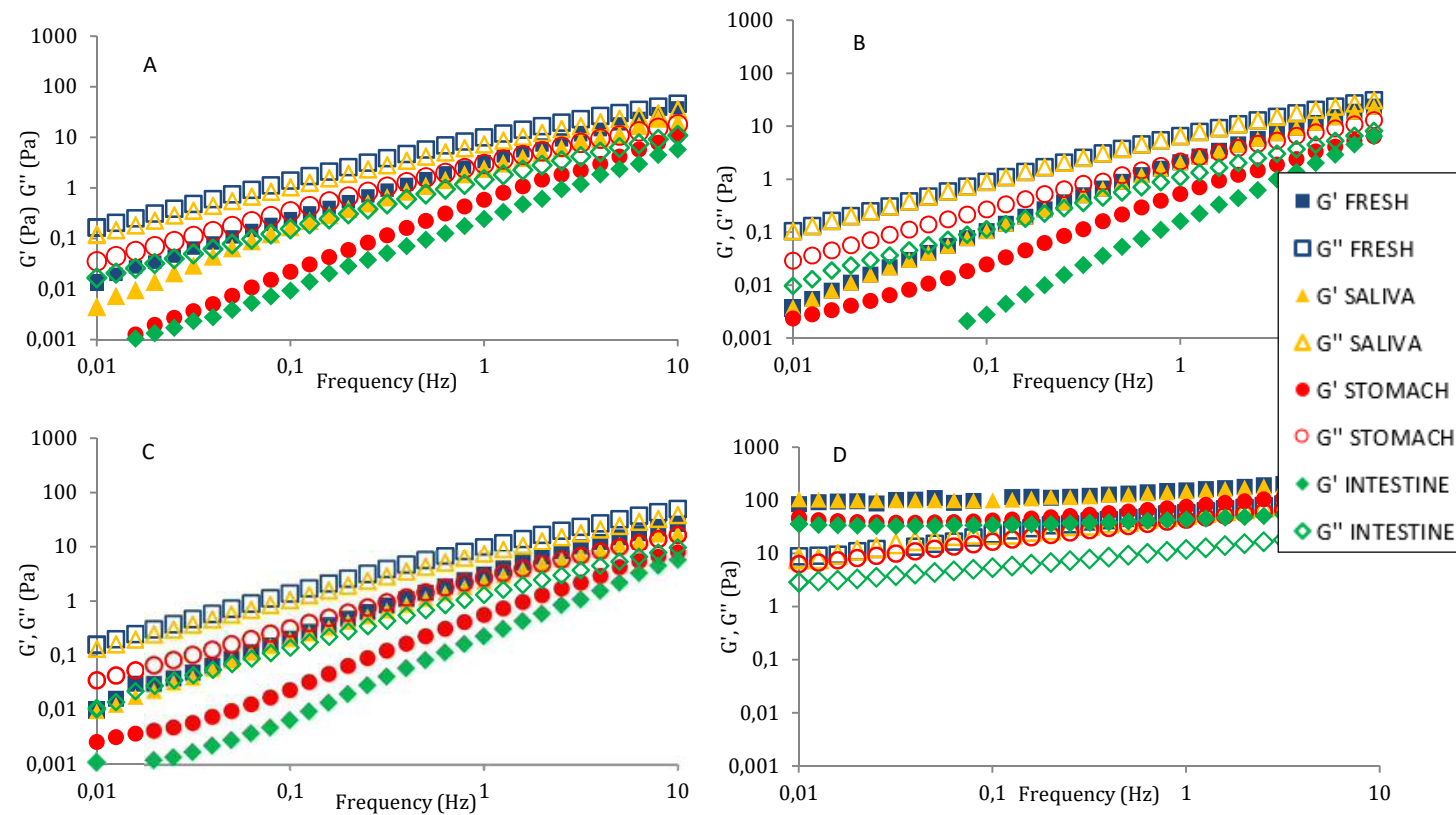 A
1000
100
10
1
0,1
0,01
0,001
G' (Pa) G'' (Pa)
0,01
0,1
1
10
Frequency (Hz)
B
1000
100
10
1
0,1
0,01
0,001
G', G'' (Pa)
0,01
0,1
1
Frequency (Hz)
C
1000
100
10
1
0,1
0,01
0,001
G', G'' (Pa)
0,01
0,1
1
10
Frequency (Hz)
D
1000
100
10
1
0,1
0,01
0,001
G', G'' (Pa)
0,01
0,1
1
10
Frequency (Hz)
G' FRESH
G'' FRESH
G' SALIVA
G'' SALIVA
G' STOMACH
G'' STOMACH
G' INTESTINE
G'' INTESTINE